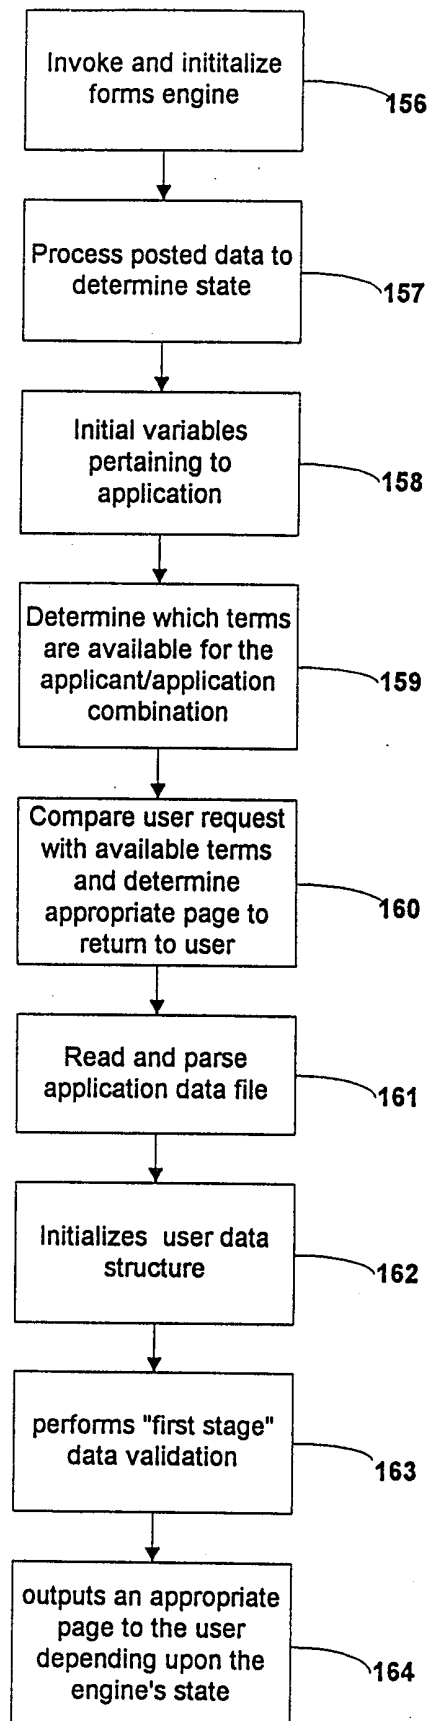 Invoke and inititalize
forms engine
156
Process posted data to
determine state
157
Initial variables
pertaining to
application
158
Determine which terms
are available for the
applicant/application
combination
159
Compare user request
with available terms
and determine
appropriate page to
return to user
160
Read and parse
application data file
161
Initializes user data
structure
162
performs "first stage"
data validation
163
outputs an appropriate
page to the user
depending upon the
engine's state
164